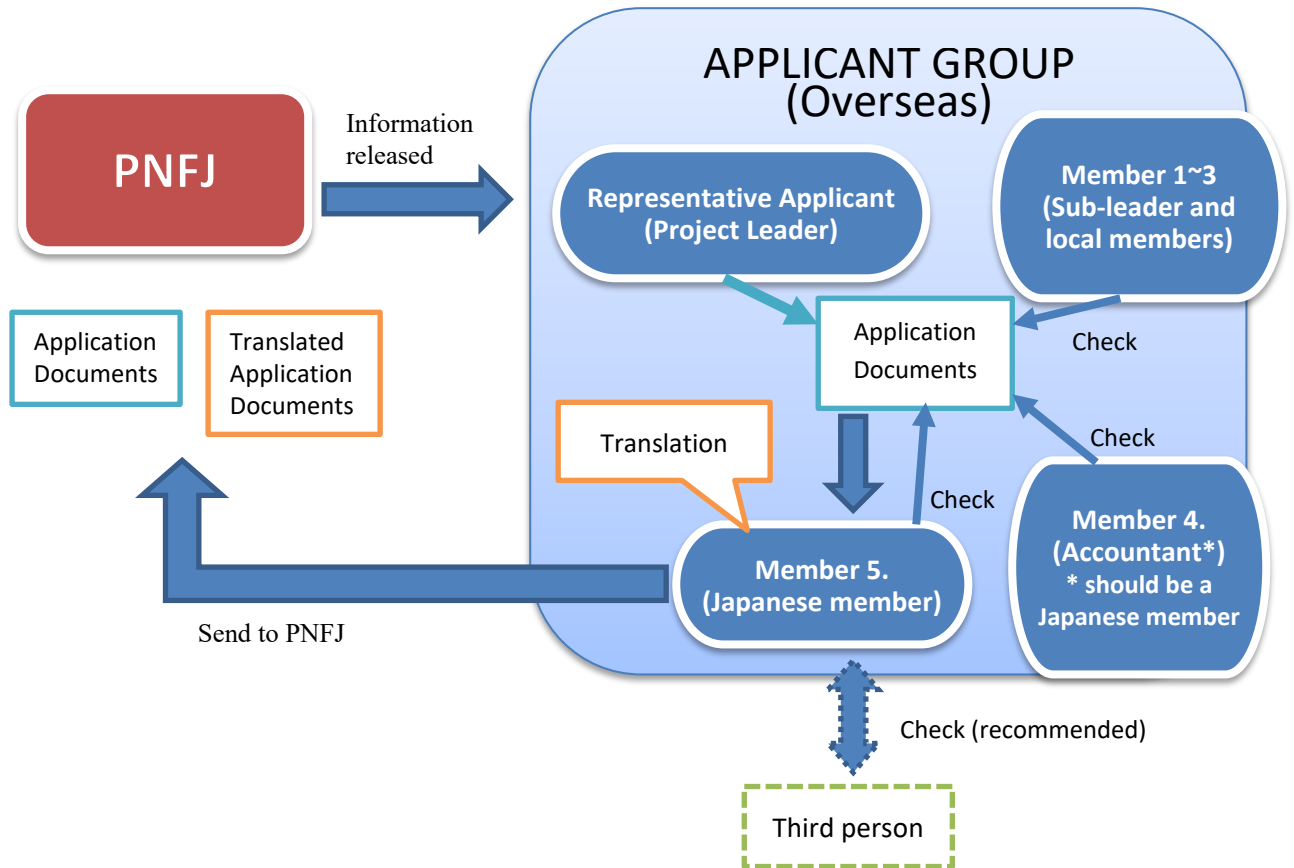 APPLICANT GROUP
(Overseas)
PNFJ
Information
released
Representative Applicant
(Project Leader)
Member 1~3
(Sub-leader and
local members)
Application
Documents
Translated
Application
Documents
Application
Documents
Check
Translation
Check
Check
Member 4.
(Accountant*)
* should be a
Japanese member
Member 5.
(Japanese member)
Send to PNFJ
Check (recommended)
Third person